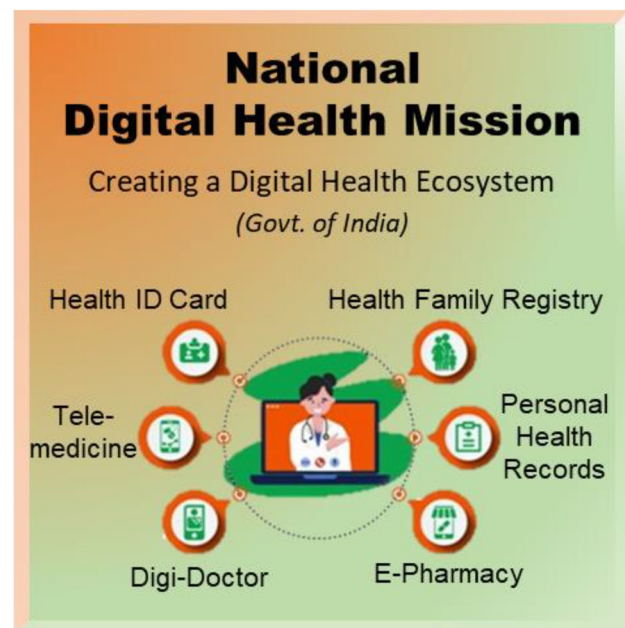 National
Digital Health Mission
Creating a Digital Health Ecosystem
(Govt. of India)
Health ID Card
Health Family Registry
Tele-
medicine
Personal
Health
Records
Digi-Doctor
E-Pharmacy